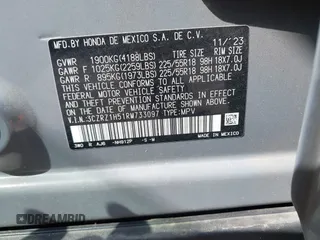 MFD. BY HONDA DE MEXICO S.A. DE C.V. 11/23
GVWR 1900KG(4188LBS) TIRE SIZE RIM SIZE
GAWR F 1025KG(2259LBS) 225/55R18 98H 18X7.0J
GAWR R 895KG(1973LBS) 225/55R18 98H 18X7.0J
THIS VEHICLE CONFORMS TO ALL APPLICABLE
FEDERAL MOTOR VEHICLE SAFETY AND THEFT
PREVENTION STANDARDS IN EFFECT ON THE DATE
OF MANUFACTURE SHOWN ABOVE.
V.I.N:3CZRZ1H51RM733097 TYPE:MPV
MADE IN MEXICO
DREAMBID